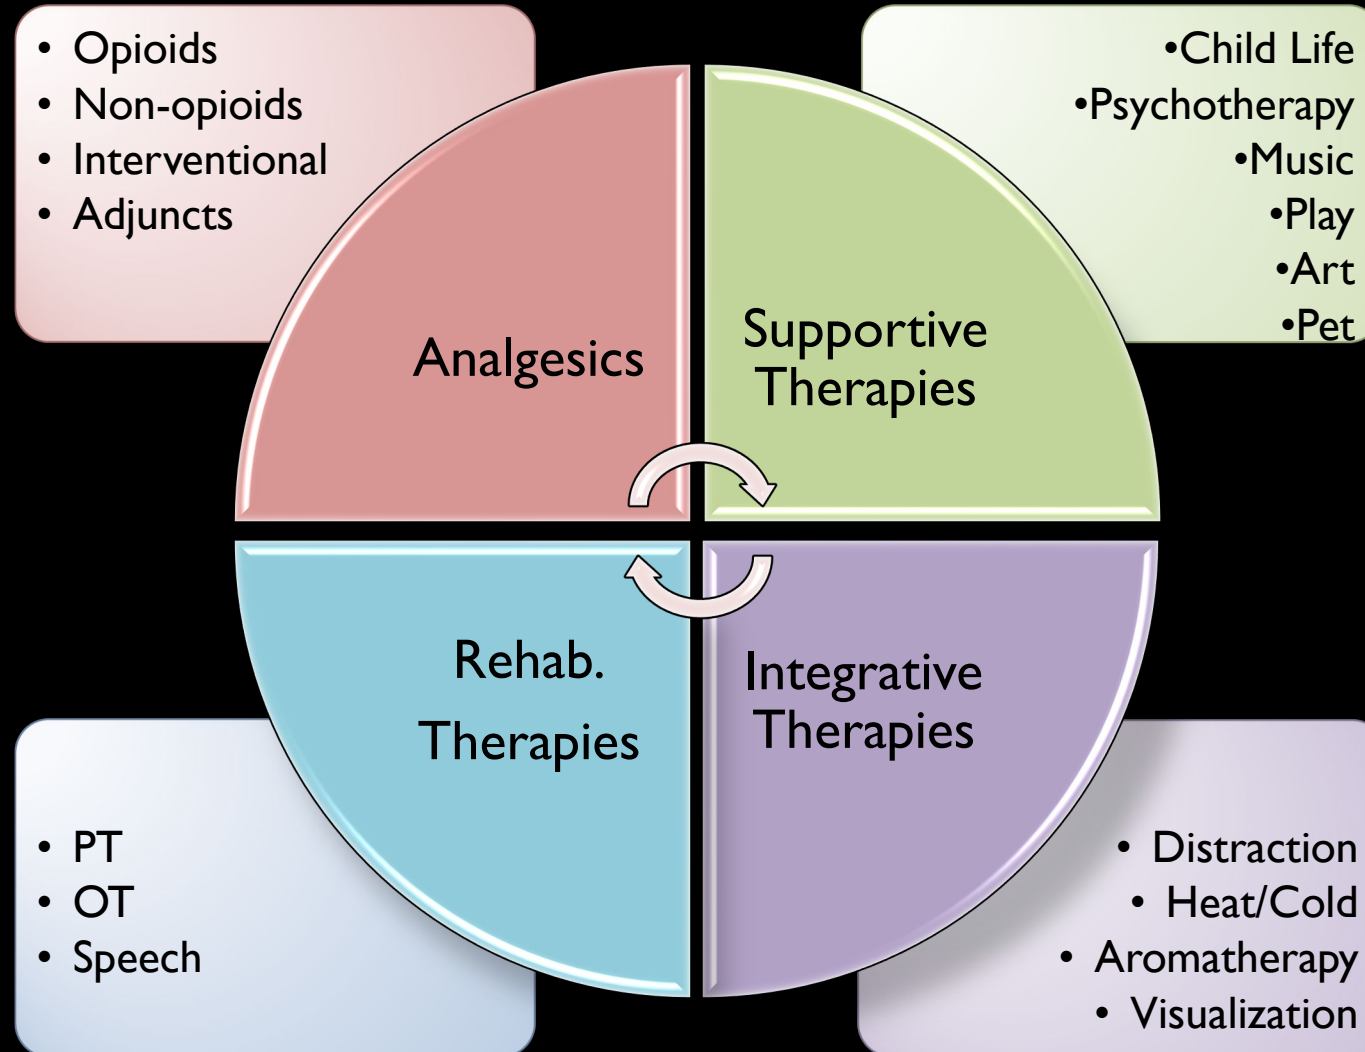 • Opioids
• Non-opioids
• Interventional
• Adjuncts
•Child Life
•Psychotherapy
•Music
•Play
•Art
•Pet
Analgesics
Supportive
Therapies
Rehab.
Therapies
Integrative
Therapies
• PT
• OT
• Speech
• Distraction
• Heat/Cold
• Aromatherapy
• Visualization